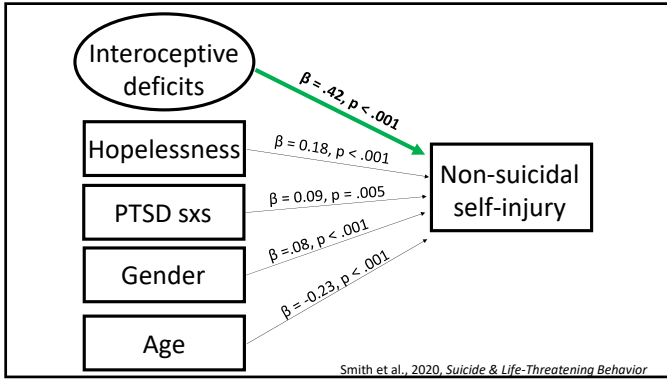 Interoceptive
deficits
β = .42, p < .001
Hopelessness
β = 0.18, p < .001
PTSD sxs
β = 0.09, p = .005
Gender
β =.08, p < .001
Age
β = -0.23, p < .001
Non-suicidal
self-injury
Smith et al., 2020, Suicide & Life-Threatening Behavior